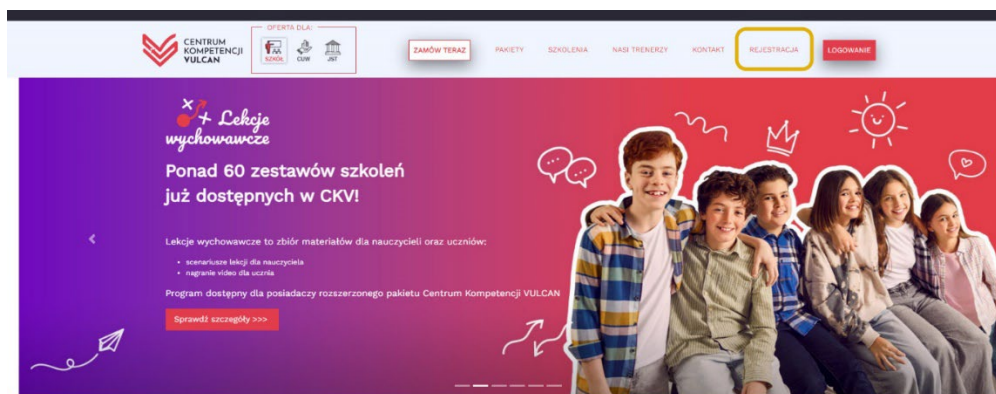 CENTRUM
KOMPETENCJI
VULCAN
OFERTA DLA:
SZKÓŁ CUW JST
ZAMÓW TERAZ PAKIETY SZKOLENIA NASI TRENERZY KONTAKT REJESTRACJA LOGOWANIE
Lekcje
wychowawcze
Ponad 60 zestawów szkoleń
już dostępnych w CKV!
Lekcje wychowawcze to zbiór materiałów dla nauczycieli oraz uczniów:
• scenariusze lekcji dla nauczyciela
• nagranie video dla ucznia
Program dostępny dla posiadaczy rozszerzonego pakietu Centrum Kompetencji VULCAN
Sprawdź szczegóły >>>